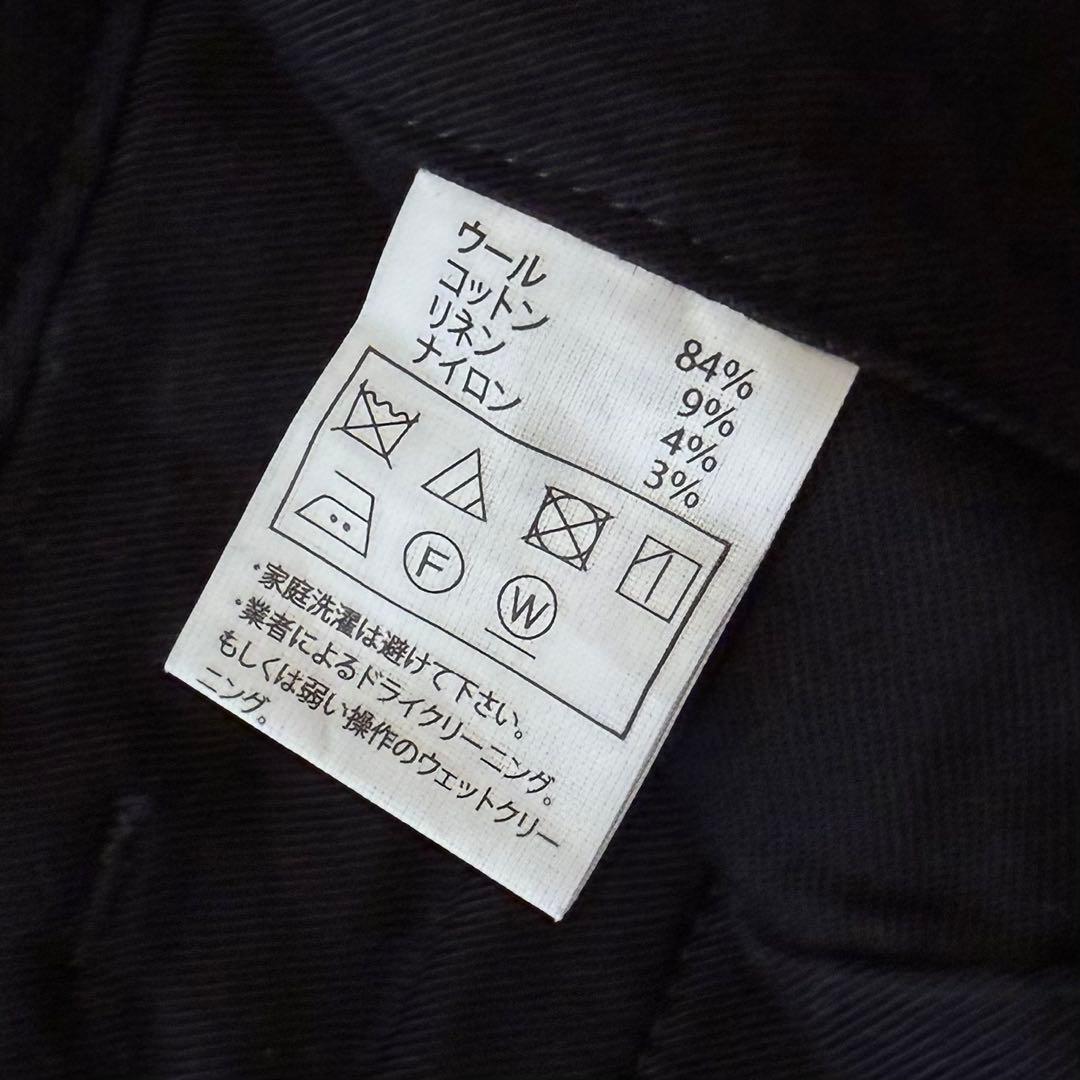 ウール 84%
コットン 9%
リネン 4%
ナイロン 3%
F
W
・家庭洗濯は避けて下さい。
・業者によるドライクリーニング。
もしくは弱い操作のウェットクリー
ニング。